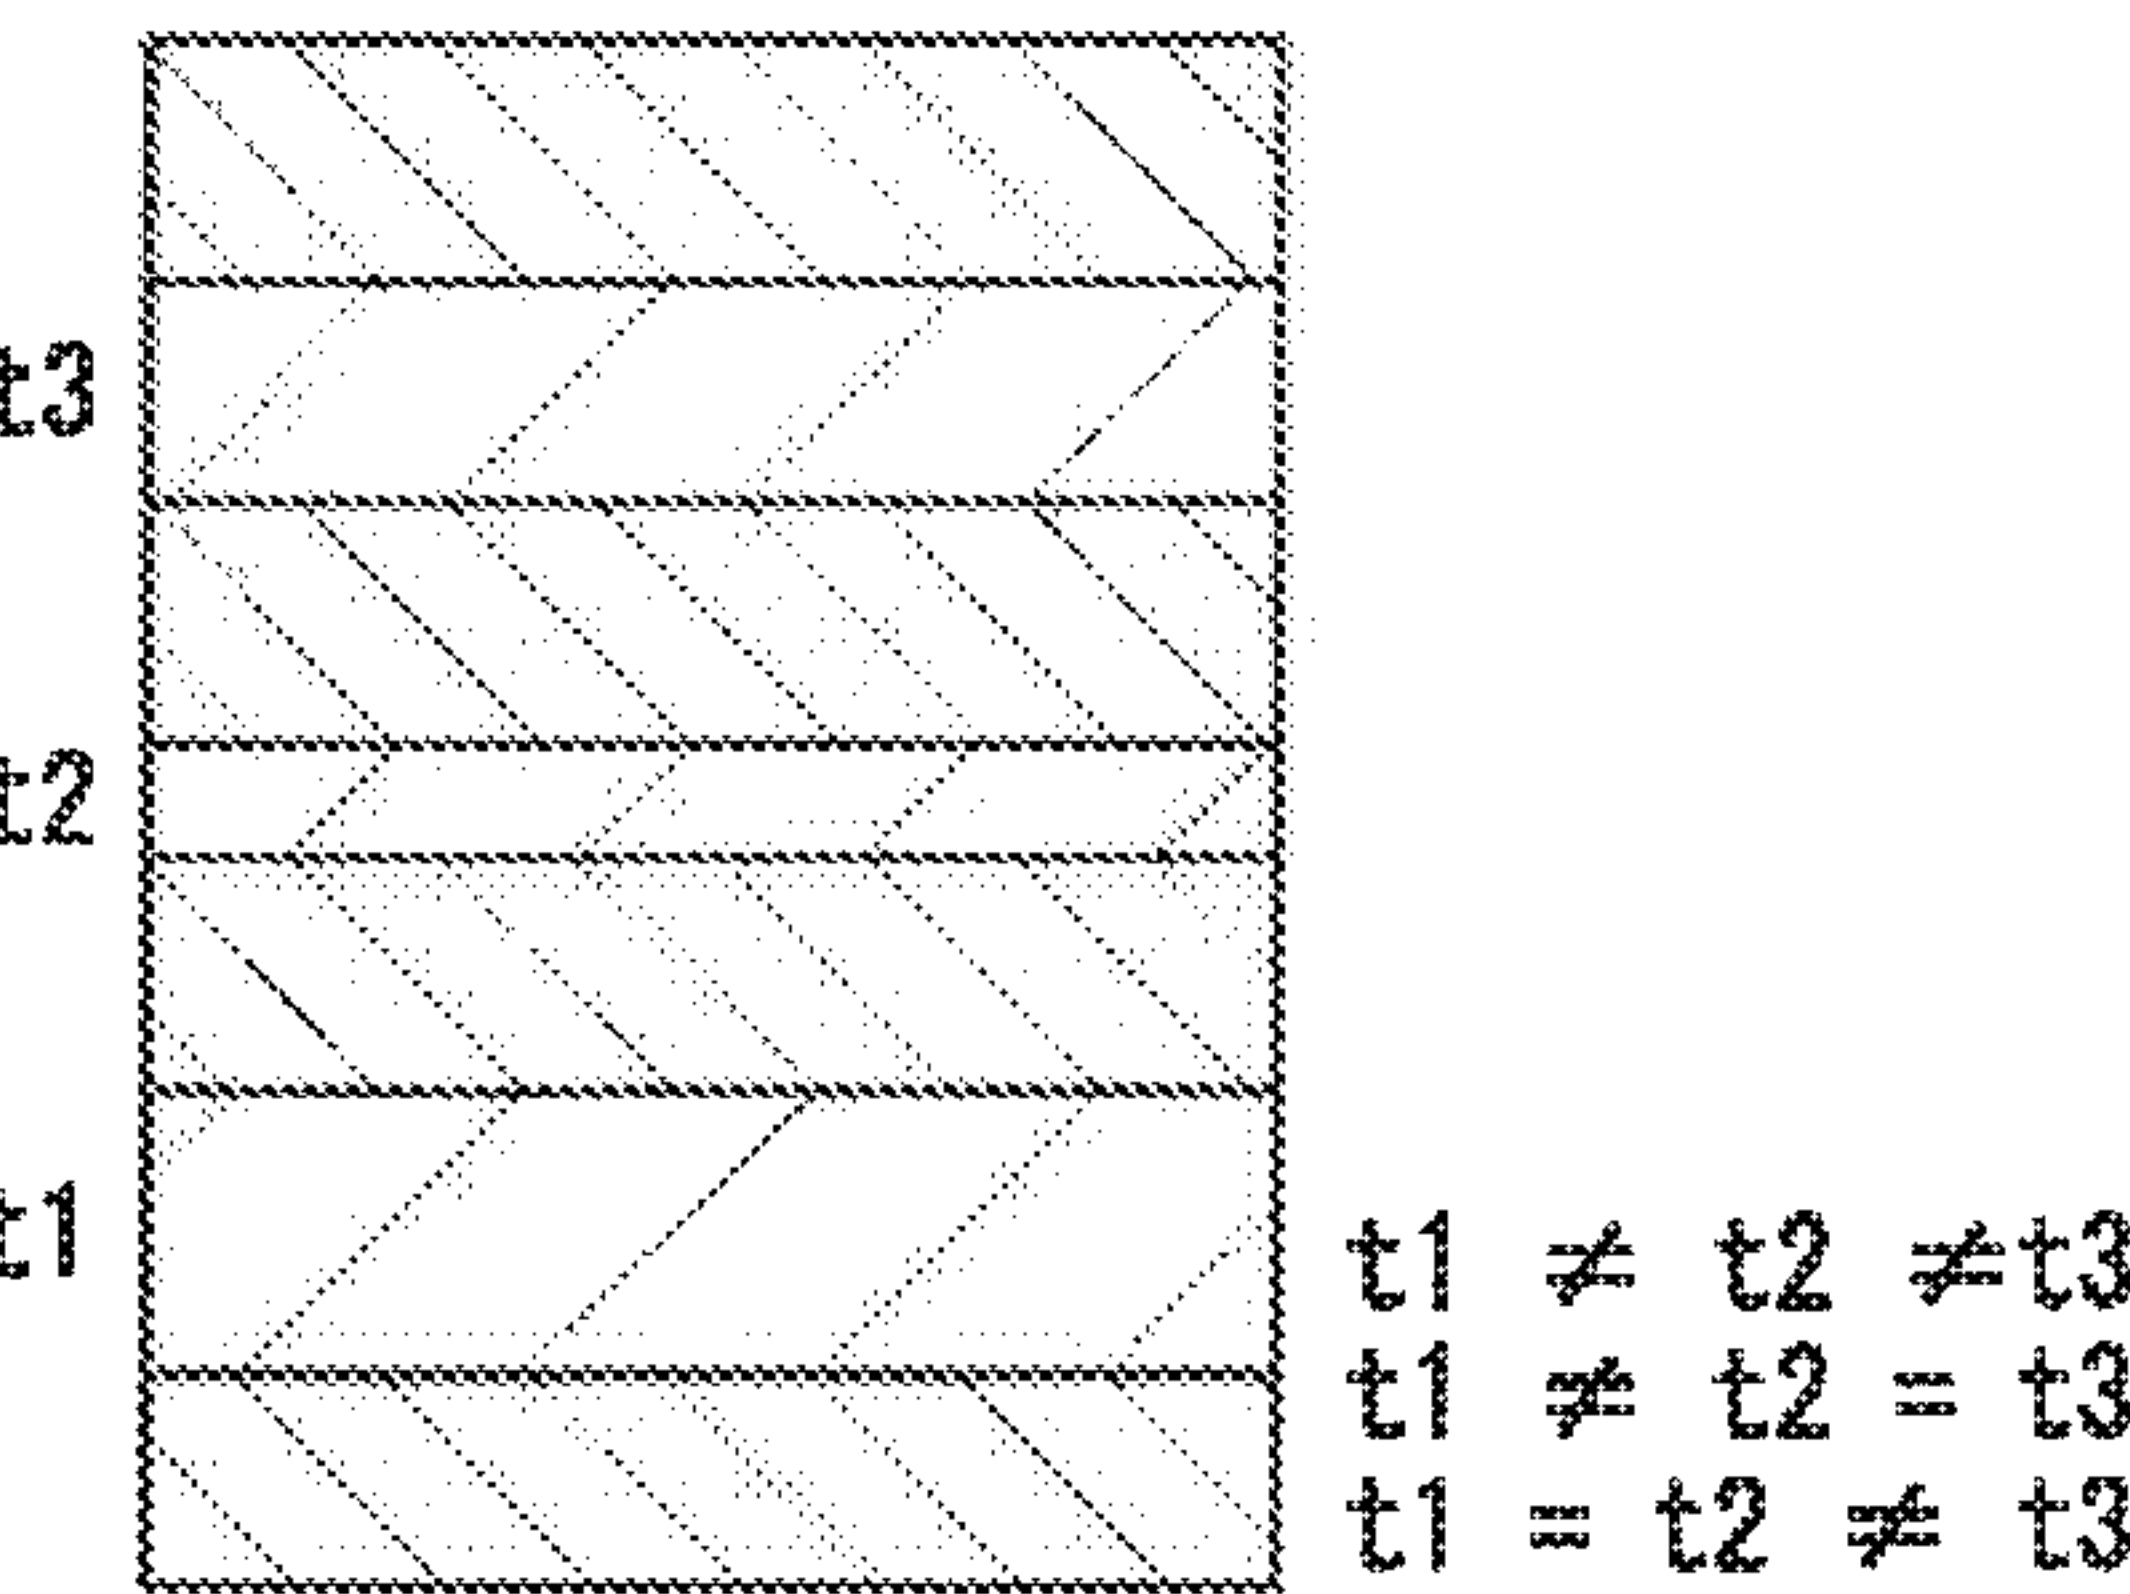 t3
t2
t1
t1 ≠ t2 ≠t3
t1 ≠ t2 = t3
t1 = t2 ≠ t3